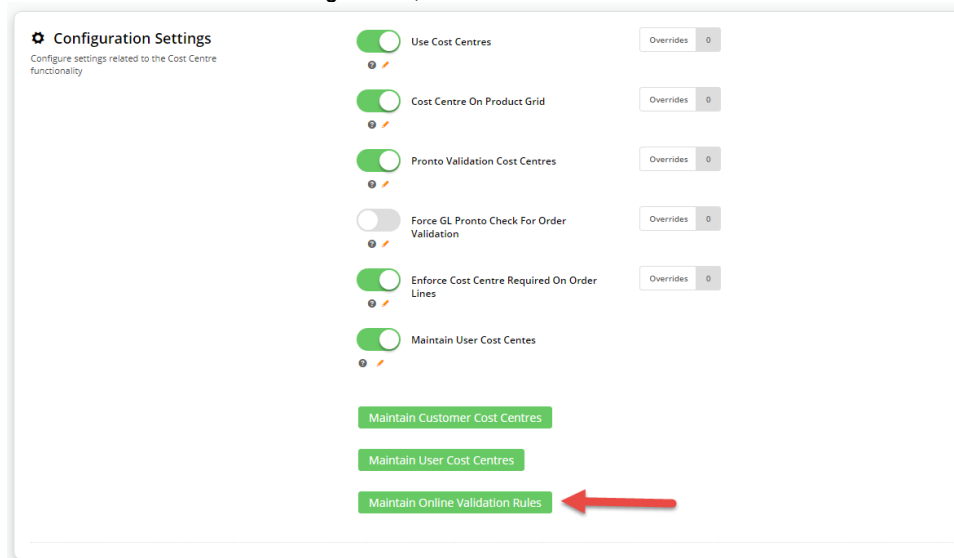 Configuration Settings
Configure settings related to the Cost Centre
functionality
Use Cost Centres
Overrides 0
Cost Centre On Product Grid
Overrides 0
Pronto Validation Cost Centres
Overrides 0
Force GL Pronto Check For Order
Validation
Overrides 0
Enforce Cost Centre Required On Order
Lines
Overrides 0
Maintain User Cost Centes
Maintain Customer Cost Centres
Maintain User Cost Centres
Maintain Online Validation Rules